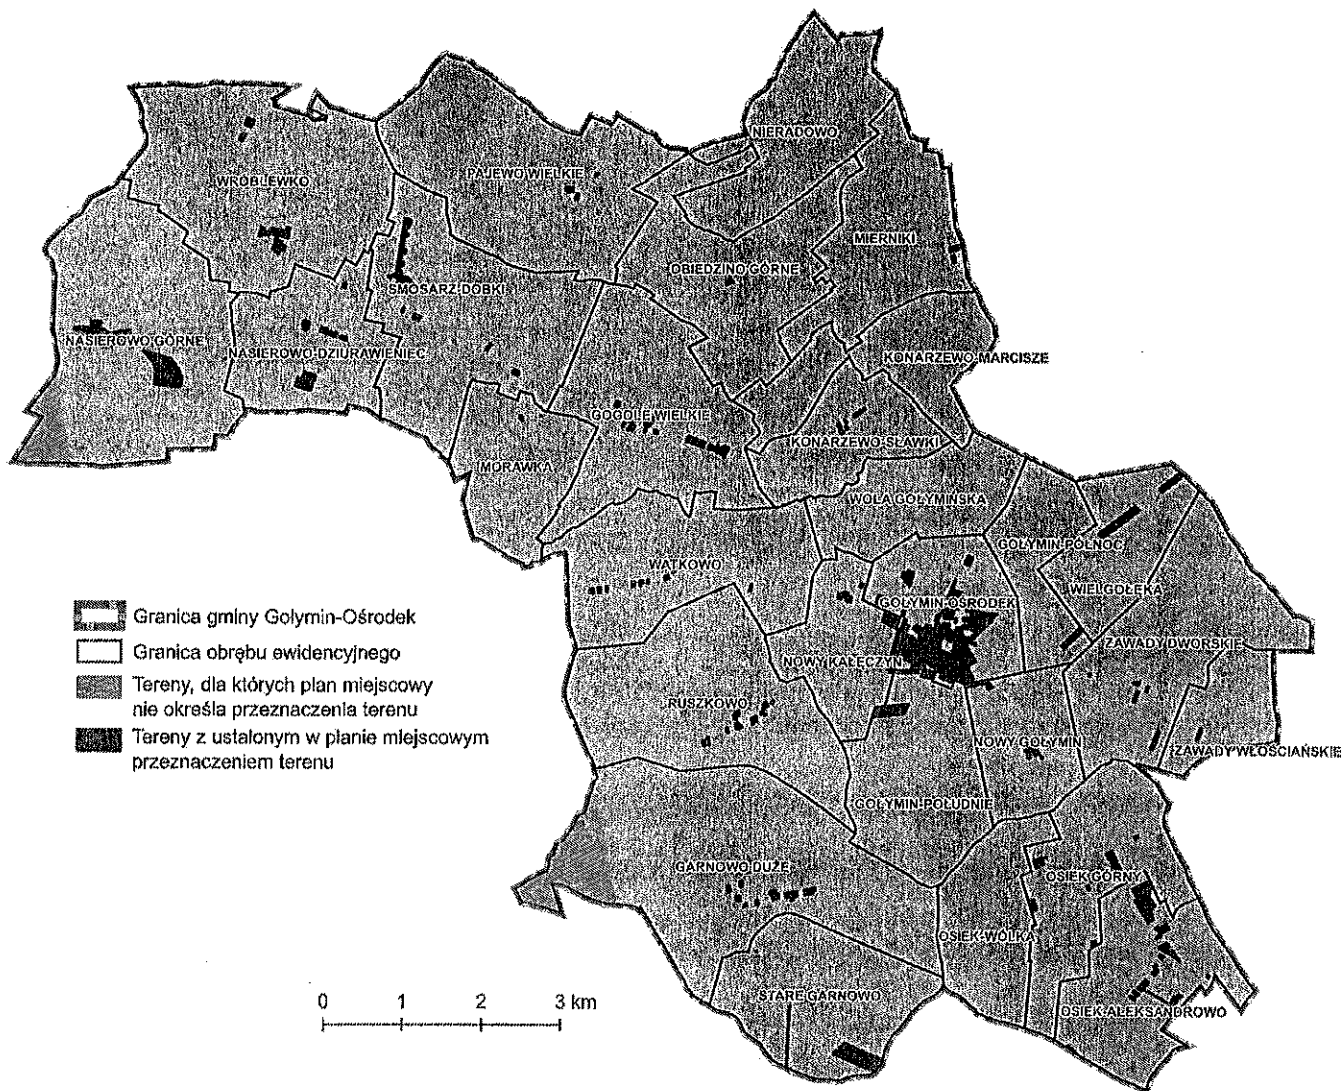 NIERADOWO
WRÓBLEWKO
PAJEWO WIELKIE
MIERNIKI
OBIEDZINO GÓRNE
SMOSARZ-DOBKI
NASIEROWO GÓRNE
NASIEROWO-DZIURAWIENIEC
KONARZEWO-MARCISZE
GOGOLE WIELKIE
KONARZEWO-SŁAWKI
MORAWKA
WOLA GOŁYMIŃSKA
GOŁYMIN-PÓŁNOC
WATKOWO
WIELGOŁĘKA
GOŁYMIN-OŚRODEK
Granica gminy Gołymin-Ośrodek
Granica obrębu ewidencyjnego
Tereny, dla których plan miejscowy
nie określa przeznaczenia terenu
Tereny z ustalonym w planie miejscowym
przeznaczeniem terenu
ZAWADY DWORSKIE
NOWY KAŁĘCZYN
RUSZKOWO
NOWY GOŁYMIN
ZAWADY WŁOŚCIAŃSKIE
GOŁYMIN-POŁUDNIE
GARNOWO DUŻE
OSIEK GÓRNY
OSIEK-WÓLKA
STARE GARNOWO
OSIEK-ALEKSANDROWO
0 1 2 3 km